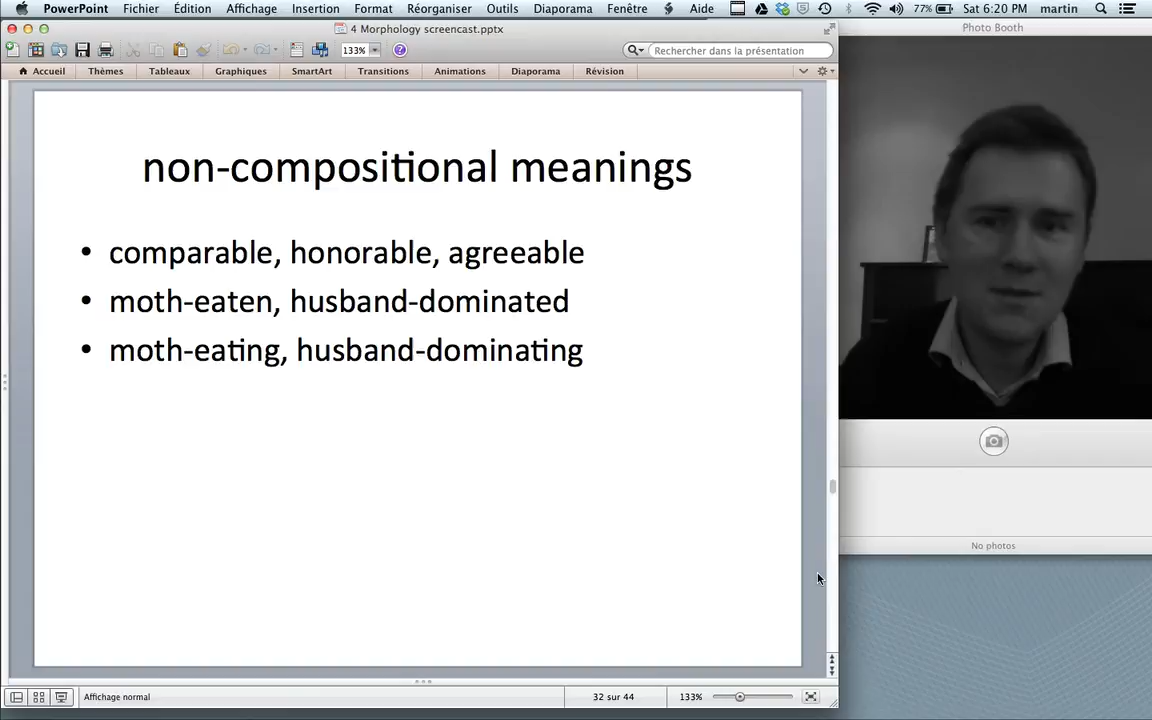 PowerPoint Fichier Édition Affichage Insertion Format Réorganiser Outils Diaporama Fenêtre Aide 77% Sat 6:20 PM martin
4 Morphology screencast.pptx
Photo Booth
133% Rechercher dans la présentation
Accueil Thèmes Tableaux Graphiques SmartArt Transitions Animations Diaporama Révision
non-compositional meanings
• comparable, honorable, agreeable
• moth-eaten, husband-dominated
• moth-eating, husband-dominating
No photos
Affichage normal 32 sur 44 133%